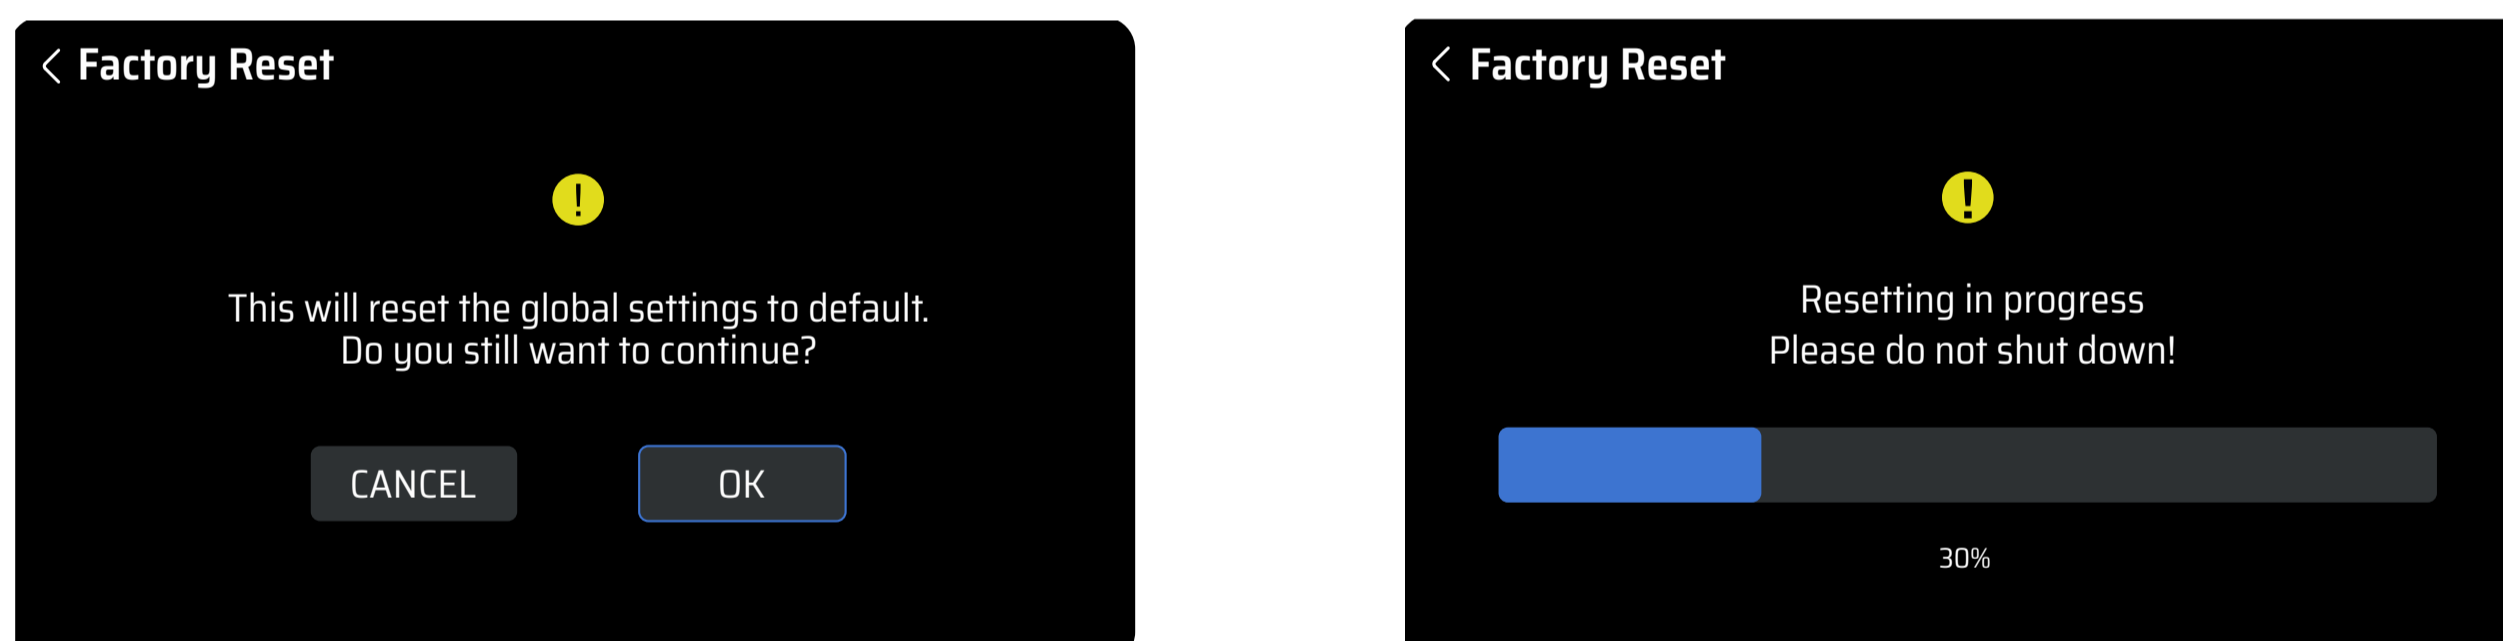 Factory Reset
!
This will reset the global settings to default.
Do you still want to continue?
CANCEL
OK
Factory Reset
!
Resetting in progress
Please do not shut down!
30%